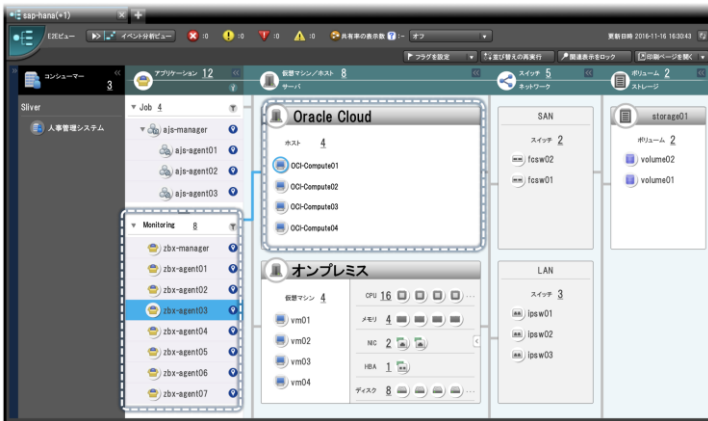 sap-hana(+1)
E2Eビュー
イベント分析ビュー
:0
:0
:0
:0
共有率の表示数
:-
オフ
更新日時 2016-11-16 16:30:43
フラグを設定
並び替えの再実行
関連表示をロック
印刷ページを開く
コンシューマー 3
Sliver
人事管理システム
アプリケーション 12
Job 4
ajs-manager
ajs-agent01
ajs-agent02
ajs-agent03
Monitoring 8
zbx-manager
zbx-agent01
zbx-agent02
zbx-agent03
zbx-agent04
zbx-agent05
zbx-agent06
zbx-agent07
仮想マシン/ホスト 8
サーバ
Oracle Cloud
ホスト 4
OCI-Compute01
OCI-Compute02
OCI-Compute03
OCI-Compute04
オンプレミス
仮想マシン 4
vm01
vm02
vm03
vm04
CPU 16
メモリ 4
NIC 2
HBA 1
ディスク 8
スイッチ 5
ネットワーク
SAN
スイッチ 2
fcsw02
fcsw01
LAN
スイッチ 3
ipsw01
ipsw02
ipsw03
ボリューム 2
ストレージ
storage01
ボリューム 2
volume02
volume01